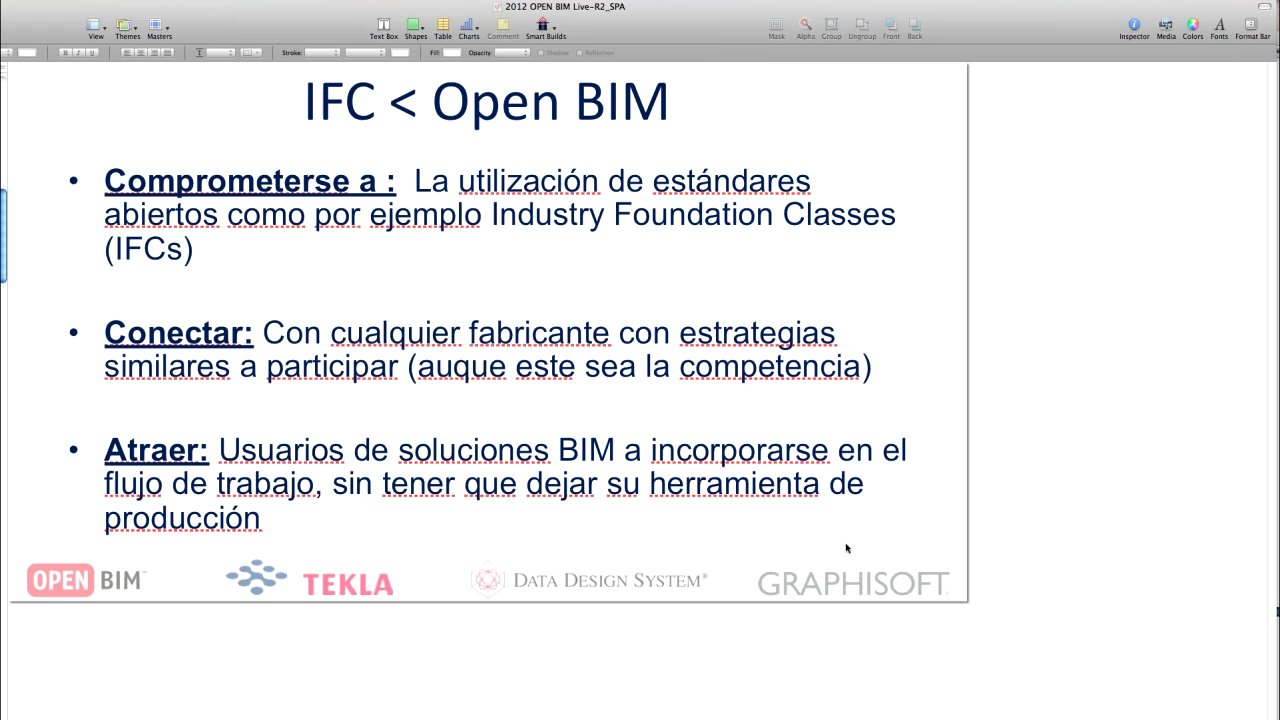 2012 OPEN BIM Live-R2_SPA
View Themes Masters Text Box Shapes Table Charts Comment Smart Builds Mask Alpha Group Ungroup Front Back Inspector Media Colors Fonts Format Bar
B I U T Stroke: Fill: Opacity Shadow Reflection
IFC < Open BIM
• Comprometerse a : La utilización de estándares
abiertos como por ejemplo Industry Foundation Classes
(IFCs)
• Conectar: Con cualquier fabricante con estrategias
similares a participar (auque este sea la competencia)
• Atraer: Usuarios de soluciones BIM a incorporarse en el
flujo de trabajo, sin tener que dejar su herramienta de
producción
OPEN BIM™ TEKLA DATA DESIGN SYSTEM® GRAPHISOFT.